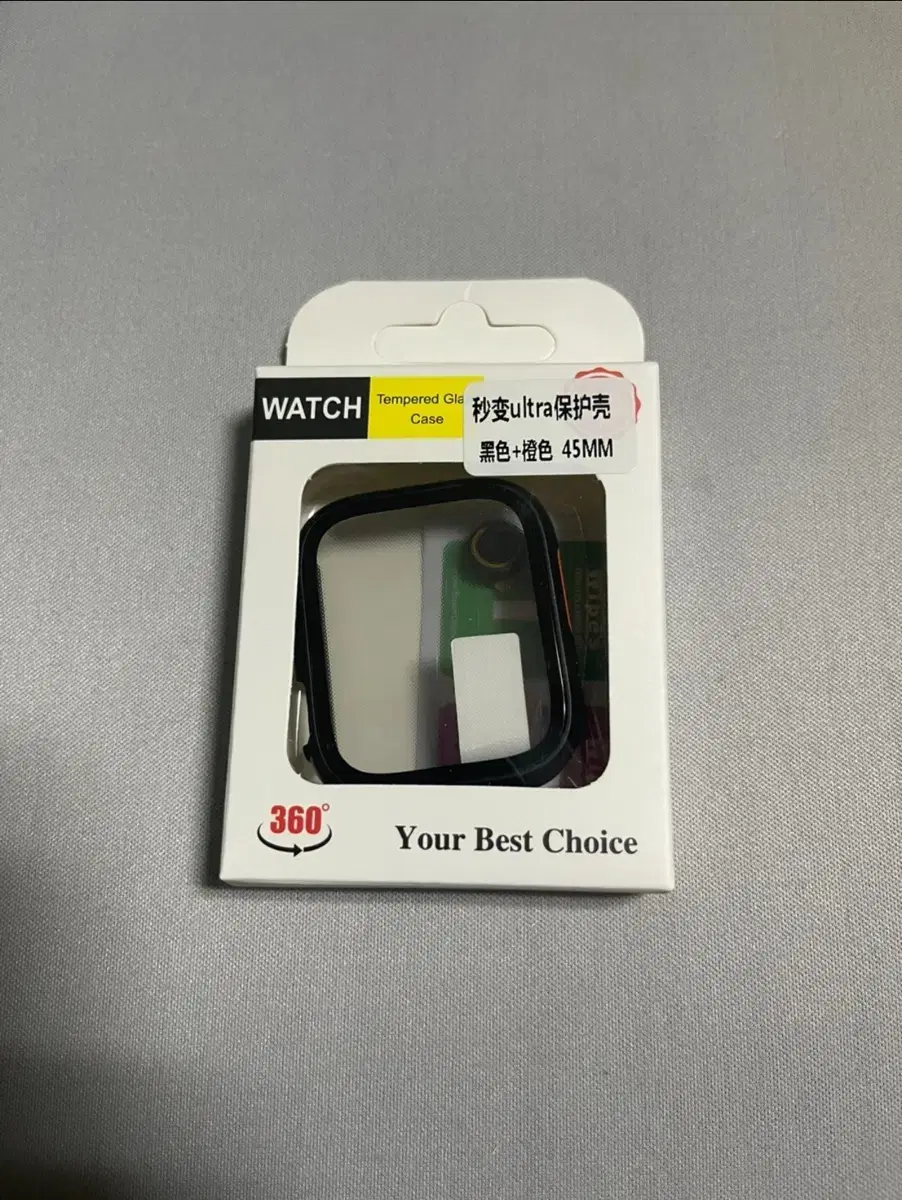 WATCH
Tempered
Case
秒变ultra保护壳
黑色+橙色 45MM
Wipes
360°
Your Best Choice